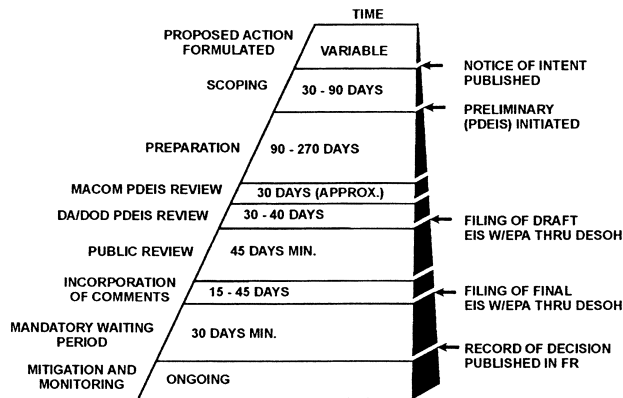 TIME
PROPOSED ACTION
FORMULATED
VARIABLE
NOTICE OF INTENT
PUBLISHED
SCOPING
30 - 90 DAYS
PRELIMINARY
(PDEIS) INITIATED
PREPARATION
90 - 270 DAYS
MACOM PDEIS REVIEW
30 DAYS (APPROX.)
DA/DOD PDEIS REVIEW
30 - 40 DAYS
FILING OF DRAFT
EIS W/EPA THRU DESOH
PUBLIC REVIEW
45 DAYS MIN.
INCORPORATION
OF COMMENTS
15 - 45 DAYS
FILING OF FINAL
EIS W/EPA THRU DESOH
MANDATORY WAITING
PERIOD
30 DAYS MIN.
RECORD OF DECISION
PUBLISHED IN FR
MITIGATION AND
MONITORING
ONGOING